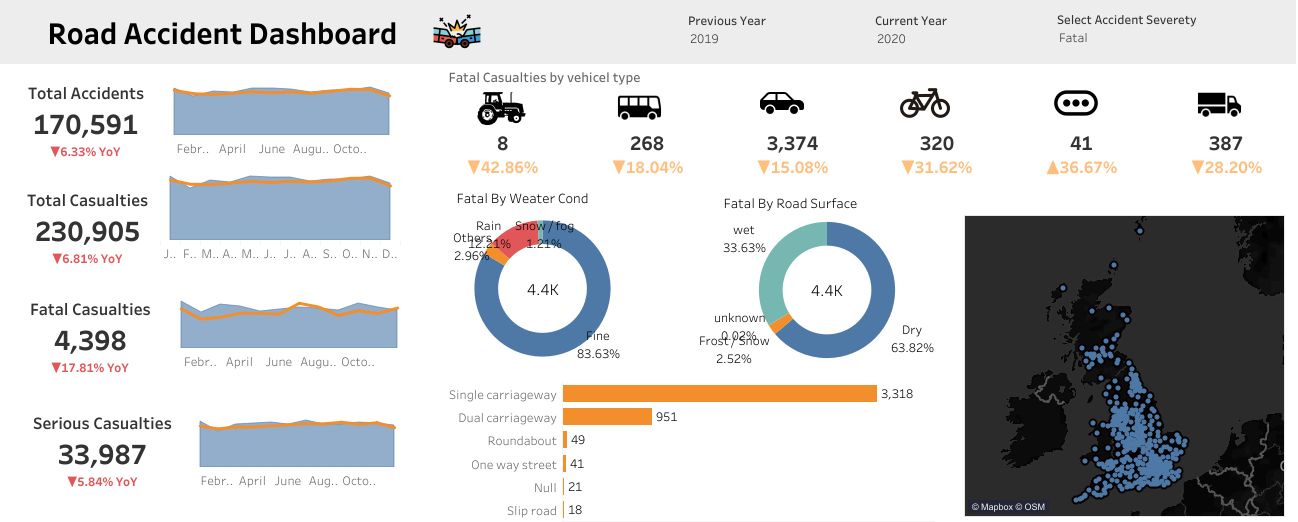 Road Accident Dashboard
Previous Year
2019
Current Year
2020
Select Accident Severety
Fatal
Total Accidents
170,591
▼6.33% YoY
Febr.. April June Augu.. Octo..
Total Casualties
230,905
▼6.81% YoY
J.. F.. M.. A.. M.. J.. J.. A.. S.. O.. N.. D..
Fatal Casualties
4,398
▼17.81% YoY
Febr.. April June Augu.. Octo..
Serious Casualties
33,987
▼5.84% YoY
Febr.. April June Aug.. Octo..
Fatal Casualties by vehicel type
8
▼42.86%
268
▼18.04%
3,374
▼15.08%
320
▼31.62%
41
▲36.67%
387
▼28.20%
Fatal By Weater Cond
Rain
12.21%
Snow / fog
1.21%
Others
2.96%
4.4K
Fine
83.63%
Fatal By Road Surface
wet
33.63%
4.4K
unknown
0.02%
Frost / Snow
2.52%
Dry
63.82%
Single carriageway 3,318
Dual carriageway 951
Roundabout 49
One way street 41
Null 21
Slip road 18
© Mapbox © OSM